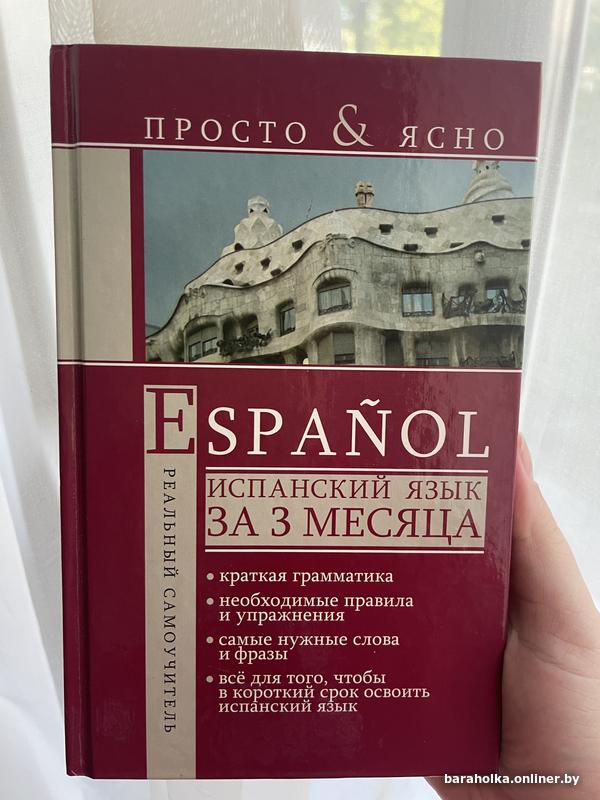 ПРОСТО & ЯСНО
ESPAÑOL
ИСПАНСКИЙ ЯЗЫК
ЗА 3 МЕСЯЦА
РЕАЛЬНЫЙ САМОУЧИТЕЛЬ
• краткая грамматика
• необходимые правила
и упражнения
• самые нужные слова
и фразы
• всё для того, чтобы
в короткий срок освоить
испанский язык
baraholka.onliner.by